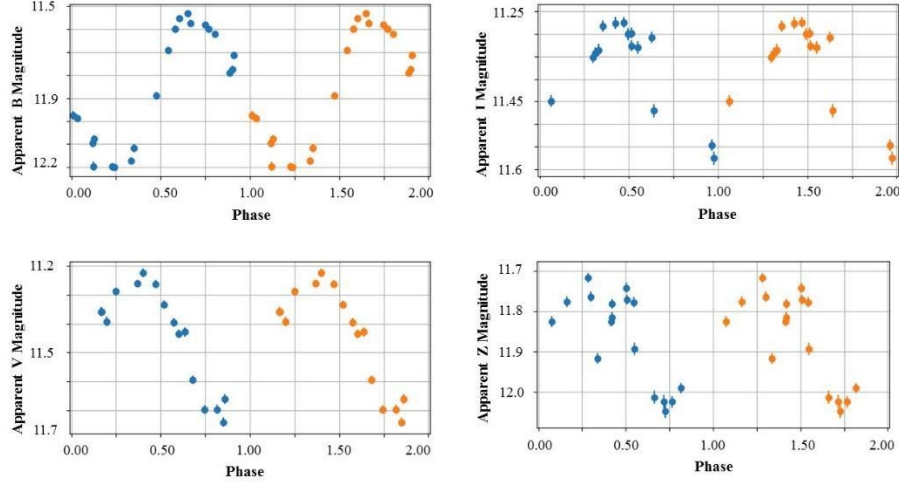 11.5
11.9
12.2
Apparent B Magnitude
0.00 0.50 0.75 1.00 1.50 2.00
Phase
11.25
11.45
11.6
Apparent I Magnitude
0.00 0.50 1.00 1.50 2.00
Phase
11.2
11.5
11.7
Apparent V Magnitude
0.00 0.50 1.00 1.50 2.00
Phase
11.7
11.8
11.9
12.0
Apparent Z Magnitude
0.00 0.50 1.00 1.50 2.00
Phase